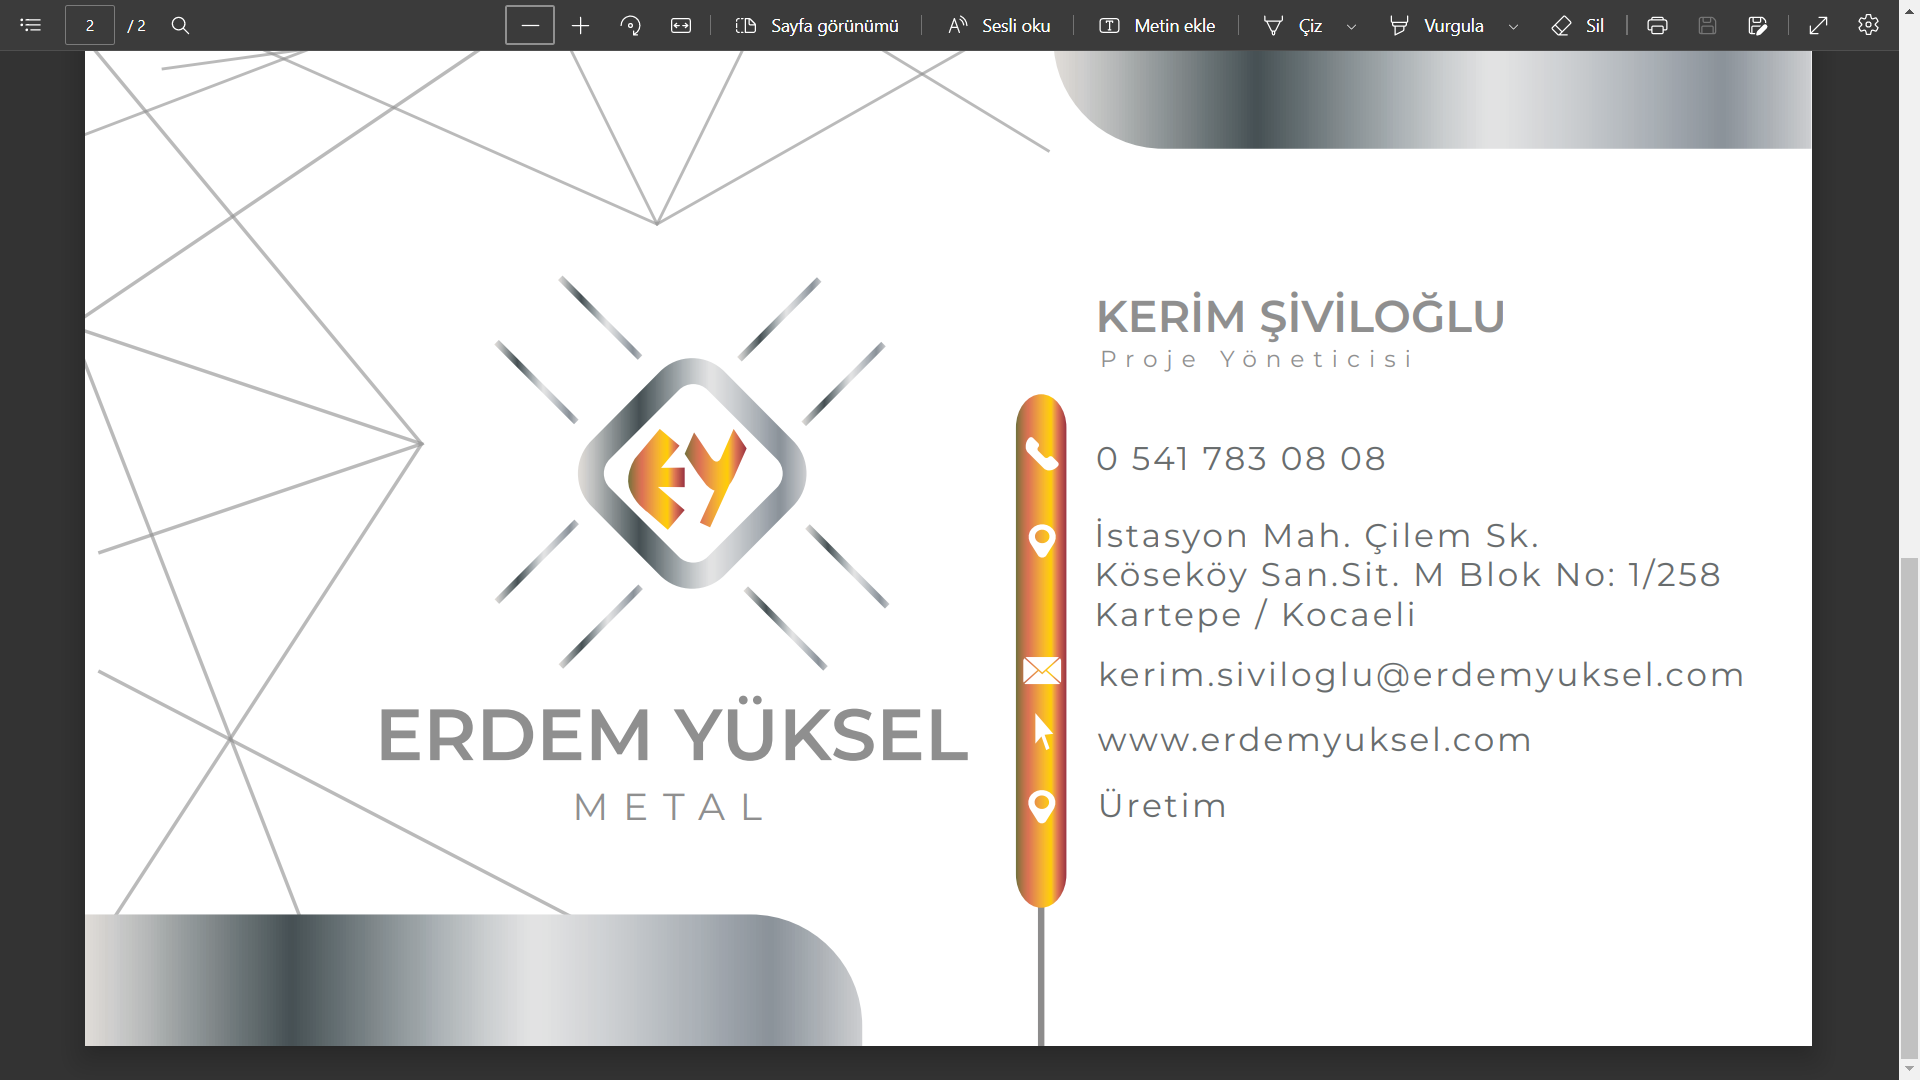 2 / 2 Sayfa görünümü Sesli oku Metin ekle Çiz Vurgula Sil
KERİM ŞİVİLOĞLU
Proje Yöneticisi
0 541 783 08 08
İstasyon Mah. Çilem Sk.
Köseköy San.Sit. M Blok No: 1/258
Kartepe / Kocaeli
kerim.siviloglu@erdemyuksel.com
www.erdemyuksel.com
Üretim
EY
ERDEM YÜKSEL
METAL